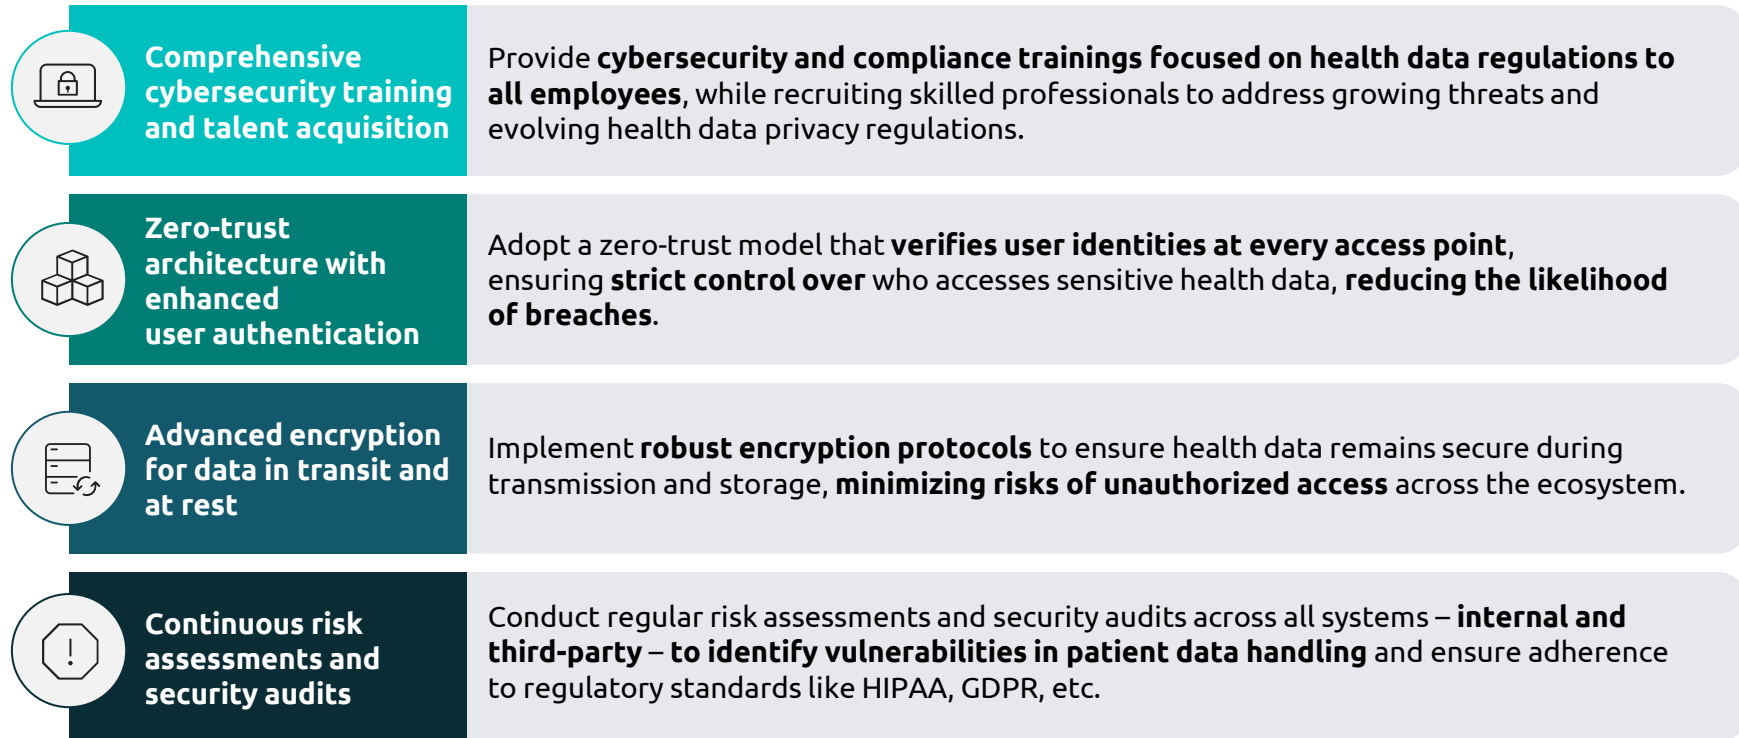 Comprehensive
cybersecurity training
and talent acquisition
Provide cybersecurity and compliance trainings focused on health data regulations to
all employees, while recruiting skilled professionals to address growing threats and
evolving health data privacy regulations.
Zero-trust
architecture with
enhanced
user authentication
Adopt a zero-trust model that verifies user identities at every access point,
ensuring strict control over who accesses sensitive health data, reducing the likelihood
of breaches.
Advanced encryption
for data in transit and
at rest
Implement robust encryption protocols to ensure health data remains secure during
transmission and storage, minimizing risks of unauthorized access across the ecosystem.
Continuous risk
assessments and
security audits
Conduct regular risk assessments and security audits across all systems – internal and
third-party – to identify vulnerabilities in patient data handling and ensure adherence
to regulatory standards like HIPAA, GDPR, etc.